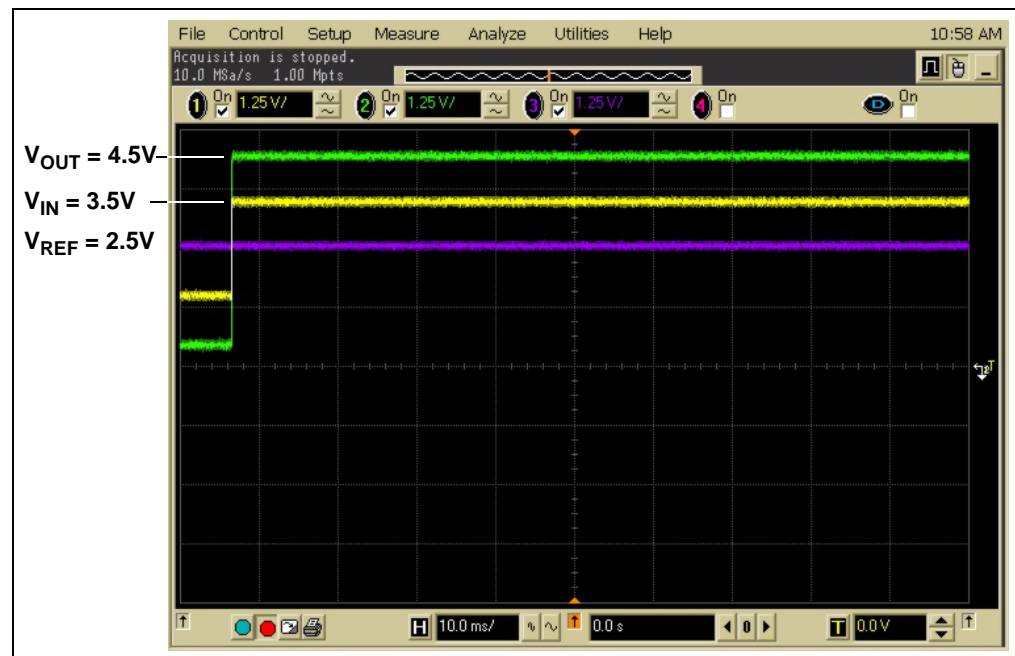 File Control Setup Measure Analyze Utilities Help 10:58 AM
Acquisition is stopped.
10.0 MSa/s 1.00 Mpts
1 On 1.25 V/ 2 On 1.25 V/ 3 On 1.25 V/ 4 On D On
VOUT = 4.5V
VIN = 3.5V
VREF = 2.5V
T
H 10.0 ms/ 0.0 s 0 T 0.0 V